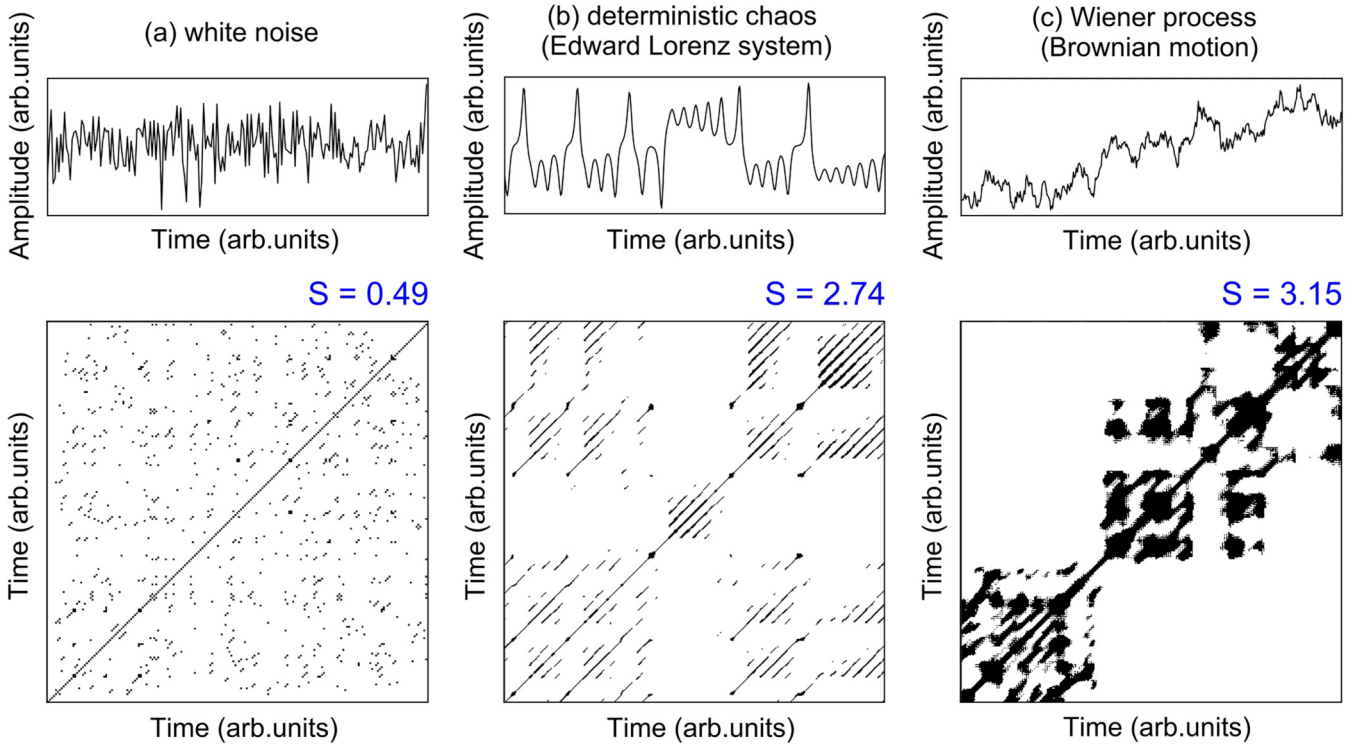 (a) white noise
(b) deterministic chaos
(Edward Lorenz system)
(c) Wiener process
(Brownian motion)
Amplitude (arb.units)
Time (arb.units)
Amplitude (arb.units)
Time (arb.units)
Amplitude (arb.units)
Time (arb.units)
S = 0.49
S = 2.74
S = 3.15
Time (arb.units)
Time (arb.units)
Time (arb.units)
Time (arb.units)
Time (arb.units)
Time (arb.units)